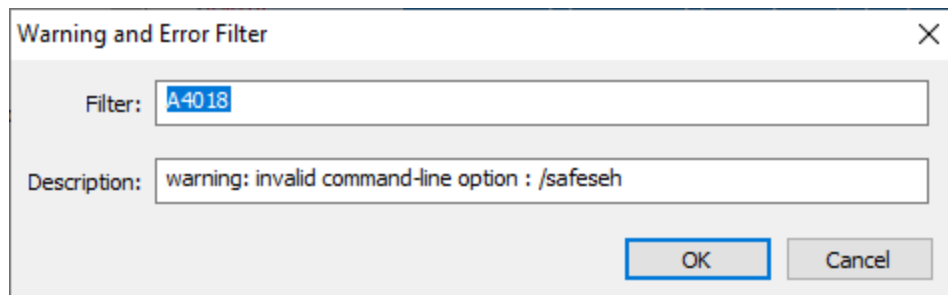 Warning and Error Filter
Filter: A4018
Description: warning: invalid command-line option : /safeseh
OK Cancel